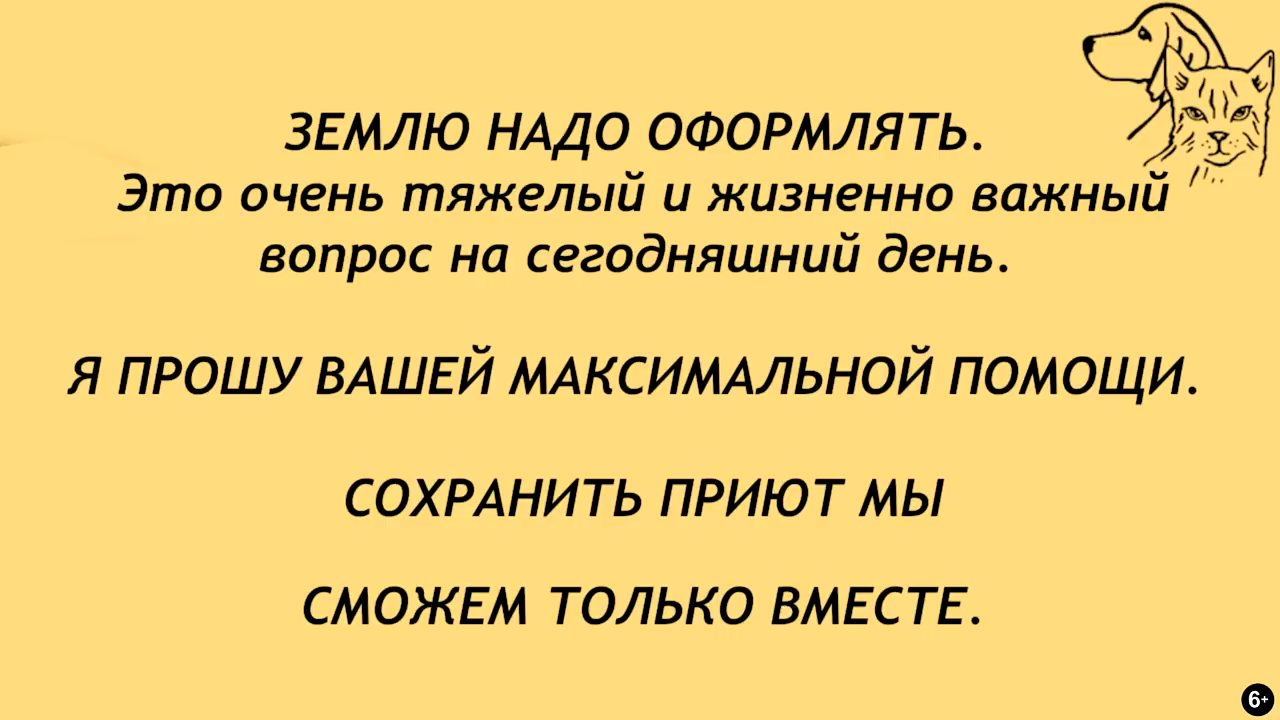 ЗЕМЛЮ НАДО ОФОРМЛЯТЬ.
Это очень тяжелый и жизненно важный
вопрос на сегодняшний день.
Я ПРОШУ ВАШЕЙ МАКСИМАЛЬНОЙ ПОМОЩИ.
СОХРАНИТЬ ПРИЮТ МЫ
СМОЖЕМ ТОЛЬКО ВМЕСТЕ.
6+